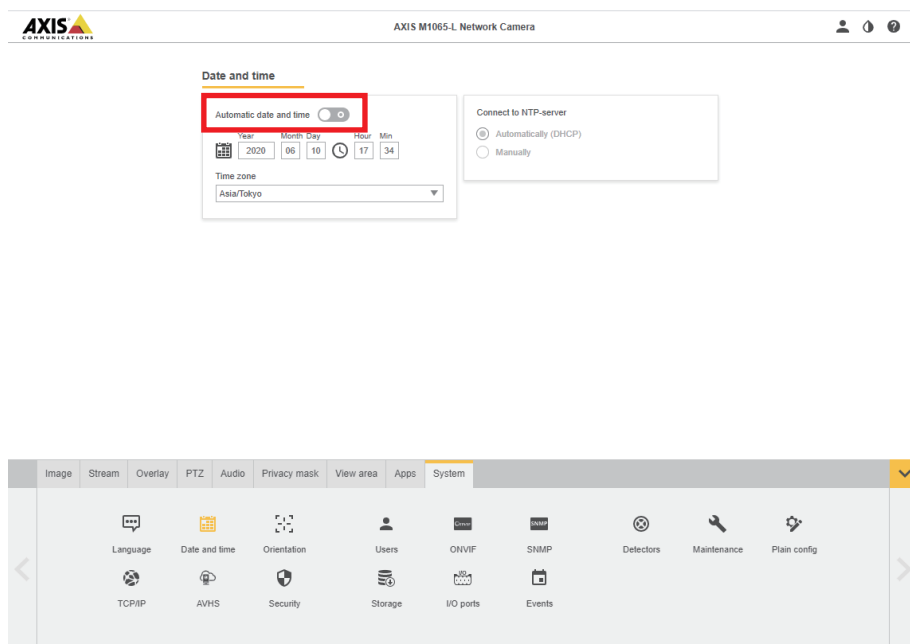 AXIS
COMMUNICATIONS
AXIS M1065-L Network Camera
Date and time
Automatic date and time
Year Month Day Hour Min
2020 06 10 17 34
Time zone
Asia/Tokyo
Connect to NTP-server
Automatically (DHCP)
Manually
Image Stream Overlay PTZ Audio Privacy mask View area Apps System
Language Date and time Orientation Users ONVIF SNMP Detectors Maintenance Plain config
TCP/IP AVHS Security Storage I/O ports Events